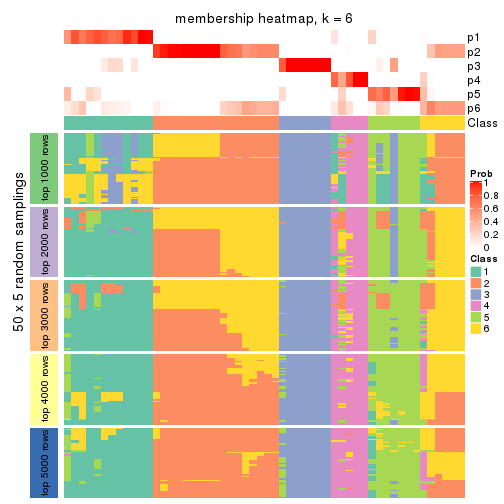 membership heatmap, k = 6
p1
p2
p3
p4
p5
p6
Class
50 x 5 random samplings
top 1000 rows
top 2000 rows
top 3000 rows
top 4000 rows
top 5000 rows
Prob
1
0.8
0.6
0.4
0.2
0
Class
1
2
3
4
5
6